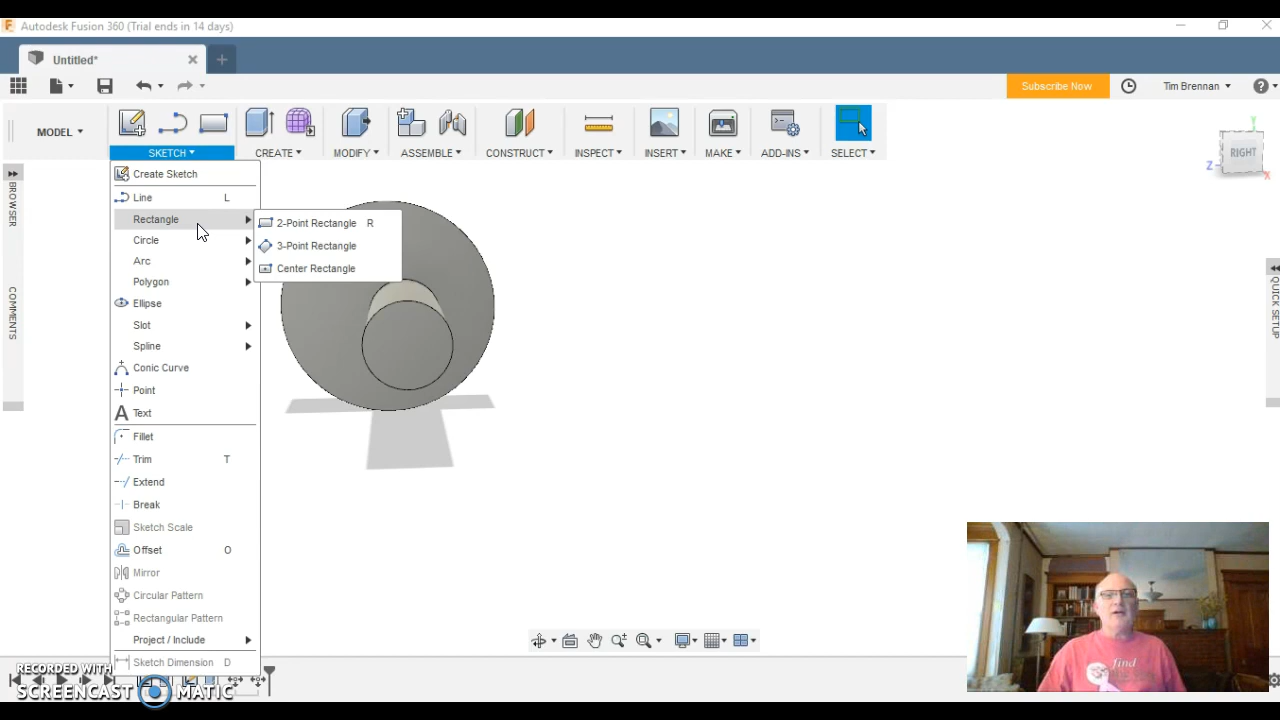 Autodesk Fusion 360 (Trial ends in 14 days)
Untitled*
Subscribe Now
Tim Brennan
MODEL
SKETCH
CREATE
MODIFY
ASSEMBLE
CONSTRUCT
INSPECT
INSERT
MAKE
ADD-INS
SELECT
Y
RIGHT
Z
X
BROWSER
COMMENTS
QUICK SETUP
Create Sketch
Line L
Rectangle
2-Point Rectangle R
3-Point Rectangle
Center Rectangle
Circle
Arc
Polygon
Ellipse
Slot
Spline
Conic Curve
Point
Text
Fillet
Trim T
Extend
Break
Sketch Scale
Offset O
Mirror
Circular Pattern
Rectangular Pattern
Project / Include
Sketch Dimension D
RECORDED WITH
SCREENCAST MATIC
find